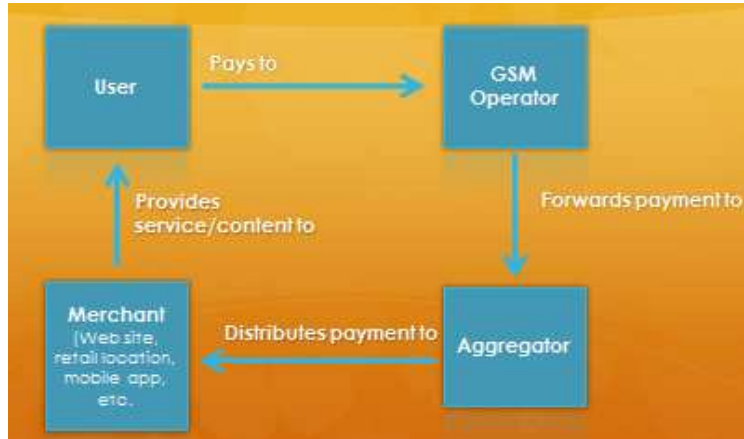 User
Pays to
GSM
Operator
Provides
service/content to
Forwards payment to
Merchant
(Web site,
retail location,
mobile app,
etc.
Distributes payment to
Aggregator